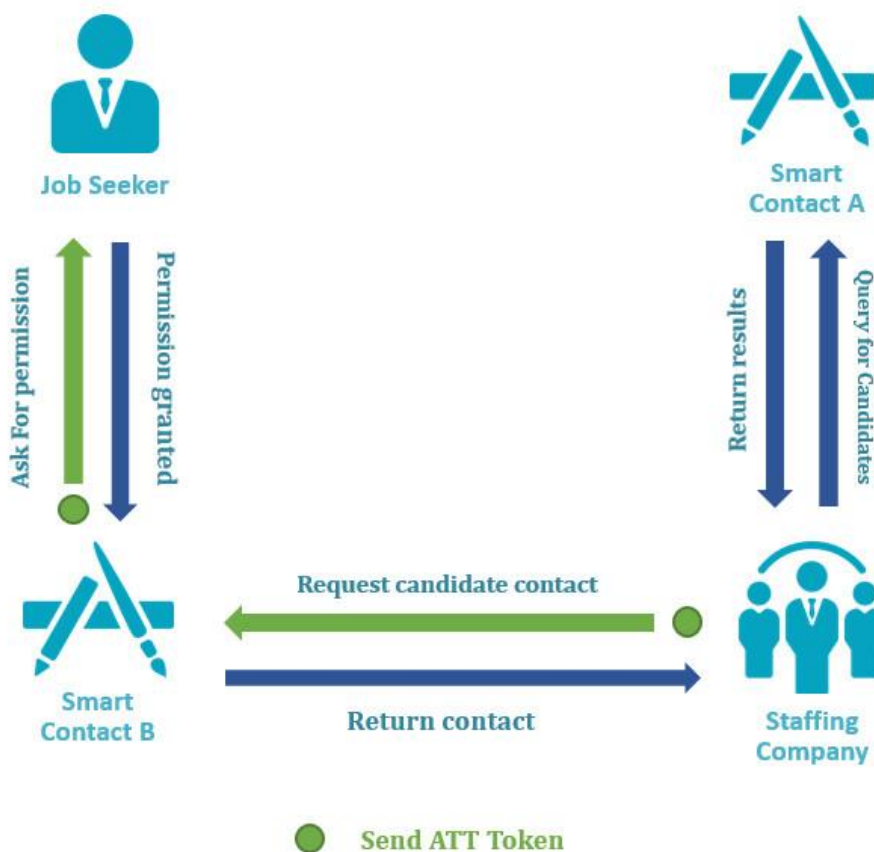 Job Seeker
Smart
Contact A
Ask For permission
Permission granted
Return results
Query for Candidates
Request candidate contact
Return contact
Smart
Contact B
Staffing
Company
Send ATT Token